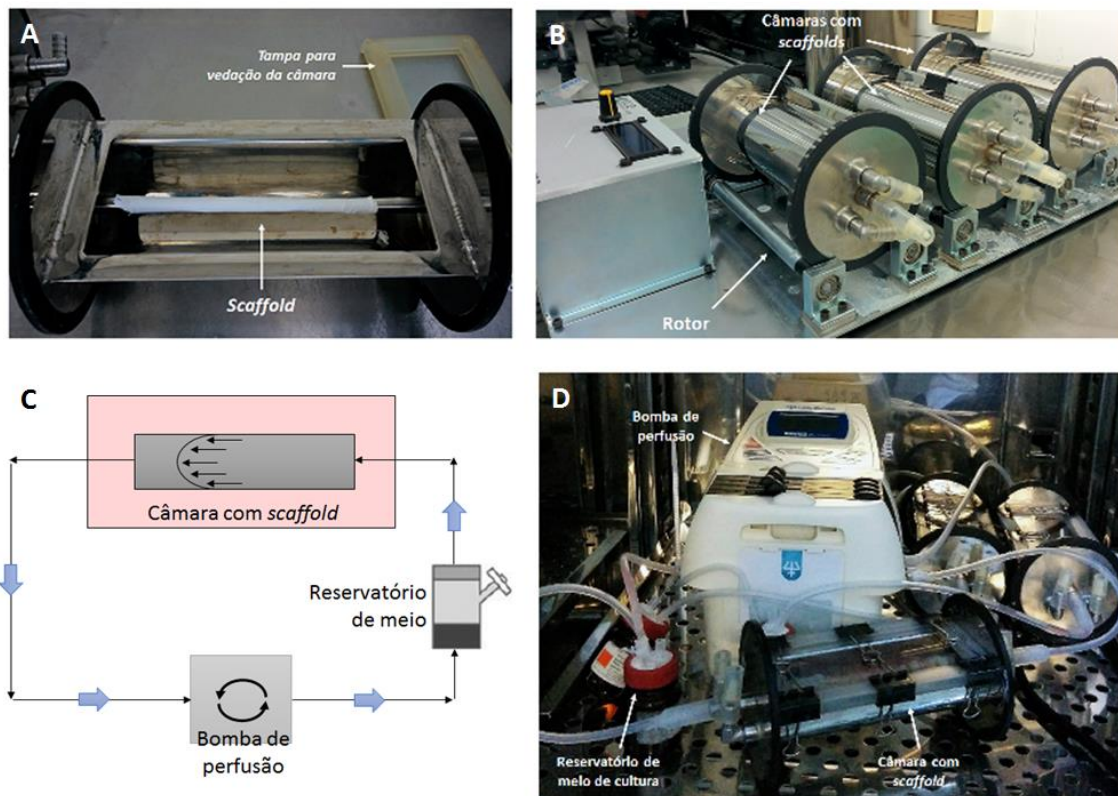 A
Tampa para
vedação da câmara
Scaffold
B
Câmaras com
scaffolds
Rotor
C
Câmara com scaffold
Reservatório
de meio
Bomba de
perfusão
D
Bomba de
perfusão
Reservatório de
meio de cultura
Câmara com
scaffold